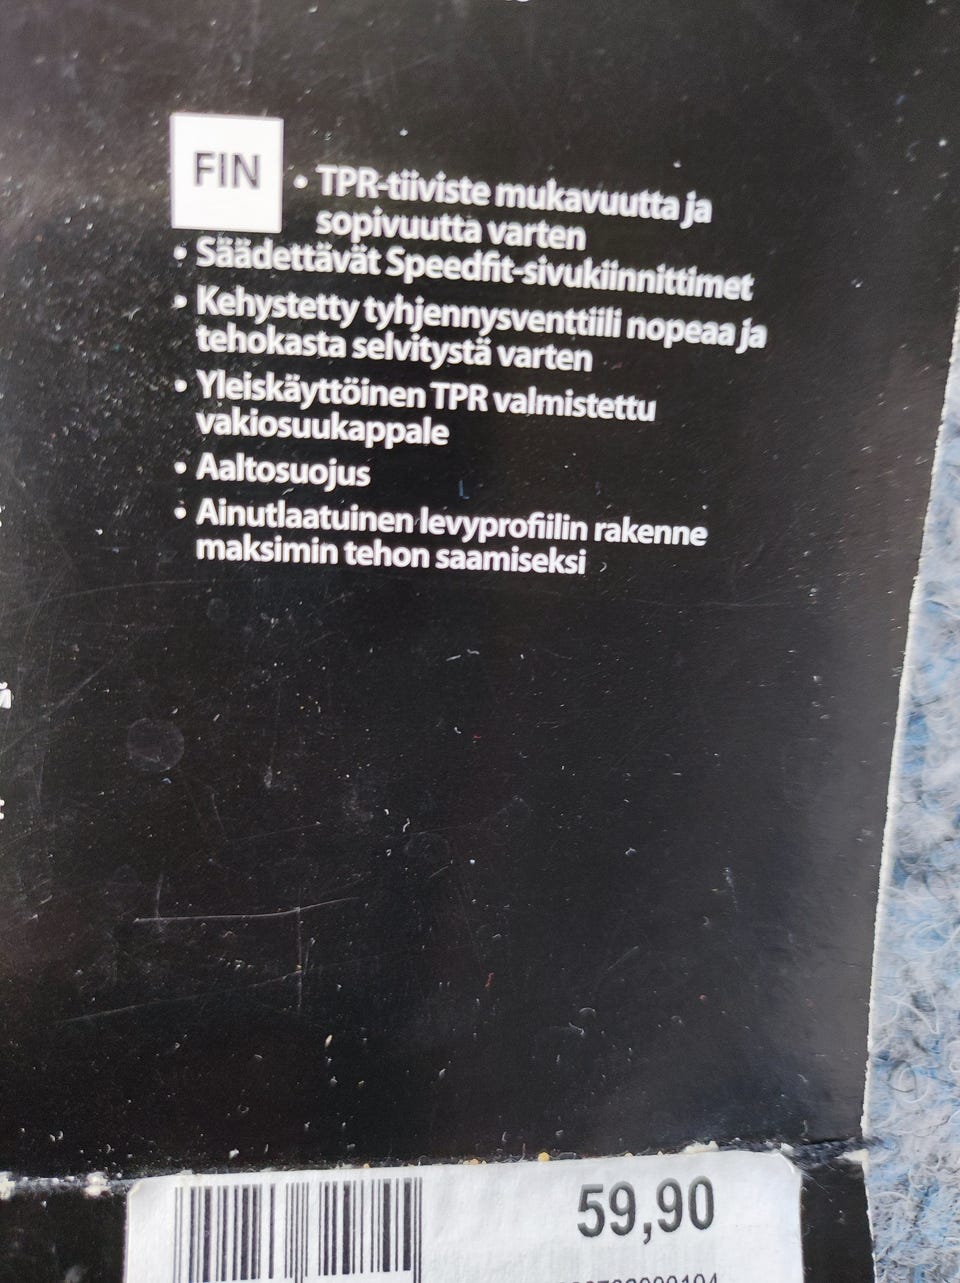 FIN
• TPR-tiiviste mukavuutta ja
sopivuutta varten
• Säädettävät Speedfit-sivukiinnittimet
• Kehystetty tyhjennysventtiili nopeaa ja
tehokasta selvitystä varten
• Yleiskäyttöinen TPR valmistettu
vakiosuukappale
• Aaltosuojus
• Ainutlaatuinen levyprofiilin rakenne
maksimin tehon saamiseksi
59,90